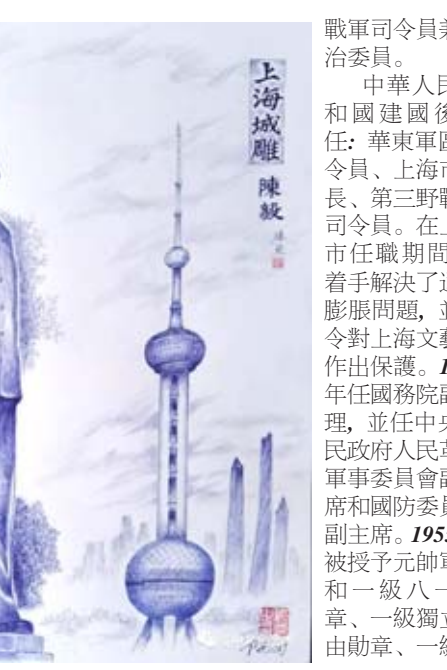 上海城雕
陳毅
戰軍司令員兼
治委員。
中華人民
和國建國後
任: 華東軍區
令員、上海市
長、第三野戰
司令員。在上
市任職期間
着手解決了通
膨脹問題, 並
令對上海文藝
作出保護。1
年任國務院副
理, 並任中央
民政府人民革
軍事委員會副
席和國防委員
副主席。195
被授予元帥軍
和一級八一
章、一級獨立
由勛章、一級